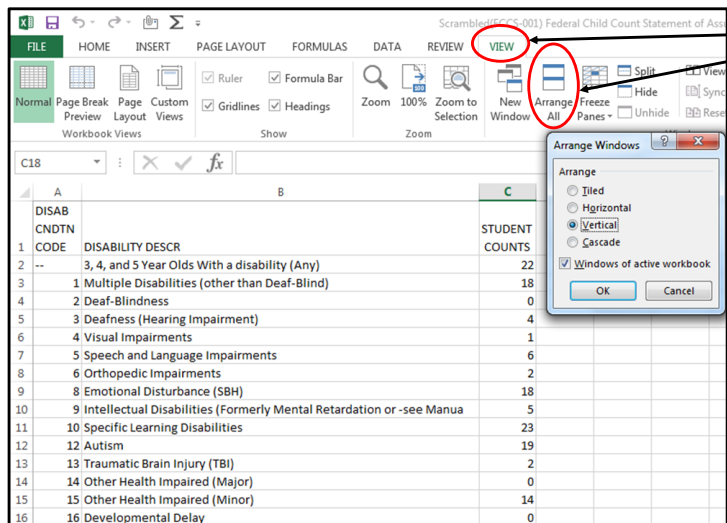 Scrambled(FCCS-001) Federal Child Count Statement of Assu
FILE HOME INSERT PAGE LAYOUT FORMULAS DATA REVIEW VIEW
Normal Page Break Preview Page Layout Custom Views
Workbook Views
Ruler Formula Bar
Gridlines Headings
Show
Zoom 100% Zoom to Selection
Zoom
New Window Arrange All Freeze Panes
Split
Hide
Unhide
View
Sync
Rese
C18 fx
Arrange Windows ? X
Arrange
Tiled
Horizontal
Vertical
Cascade
Windows of active workbook
OK Cancel
A B C
1 DISAB CNDTN CODE DISABILITY DESCR STUDENT COUNTS
2 -- 3, 4, and 5 Year Olds With a disability (Any) 22
3 1 Multiple Disabilities (other than Deaf-Blind) 18
4 2 Deaf-Blindness 0
5 3 Deafness (Hearing Impairment) 4
6 4 Visual Impairments 1
7 5 Speech and Language Impairments 6
8 6 Orthopedic Impairments 2
9 8 Emotional Disturbance (SBH) 18
10 9 Intellectual Disabilities (Formerly Mental Retardation or -see Manua 5
11 10 Specific Learning Disabilities 23
12 12 Autism 19
13 13 Traumatic Brain Injury (TBI) 2
14 14 Other Health Impaired (Major) 0
15 15 Other Health Impaired (Minor) 14
16 16 Developmental Delay 0